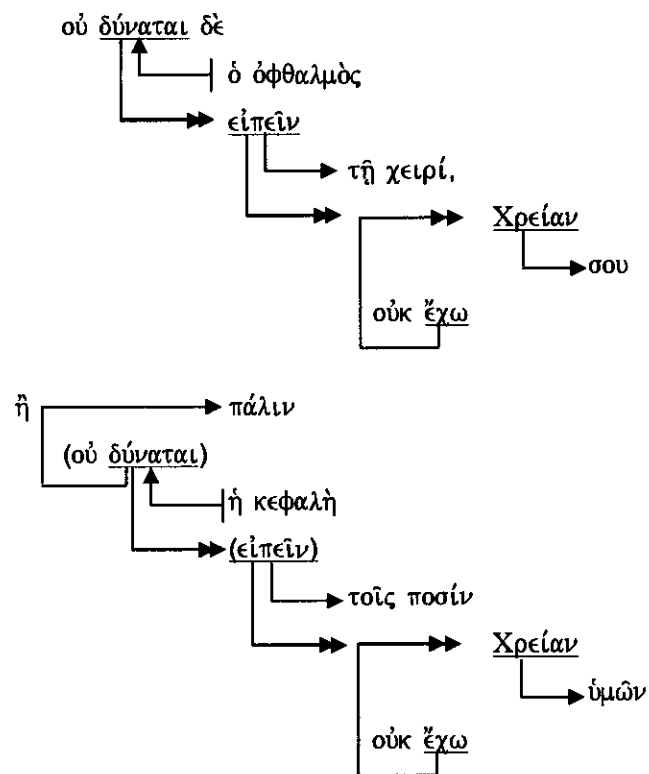 οὐ δύναται δὲ
ὁ ὀφθαλμὸς
εἰπεῖν
τῇ χειρί,
Χρείαν
σου
οὐκ ἔχω
ἢ πάλιν
(οὐ δύναται)
ἡ κεφαλὴ
(εἰπεῖν)
τοῖς ποσίν
Χρείαν
ὑμῶν
οὐκ ἔχω